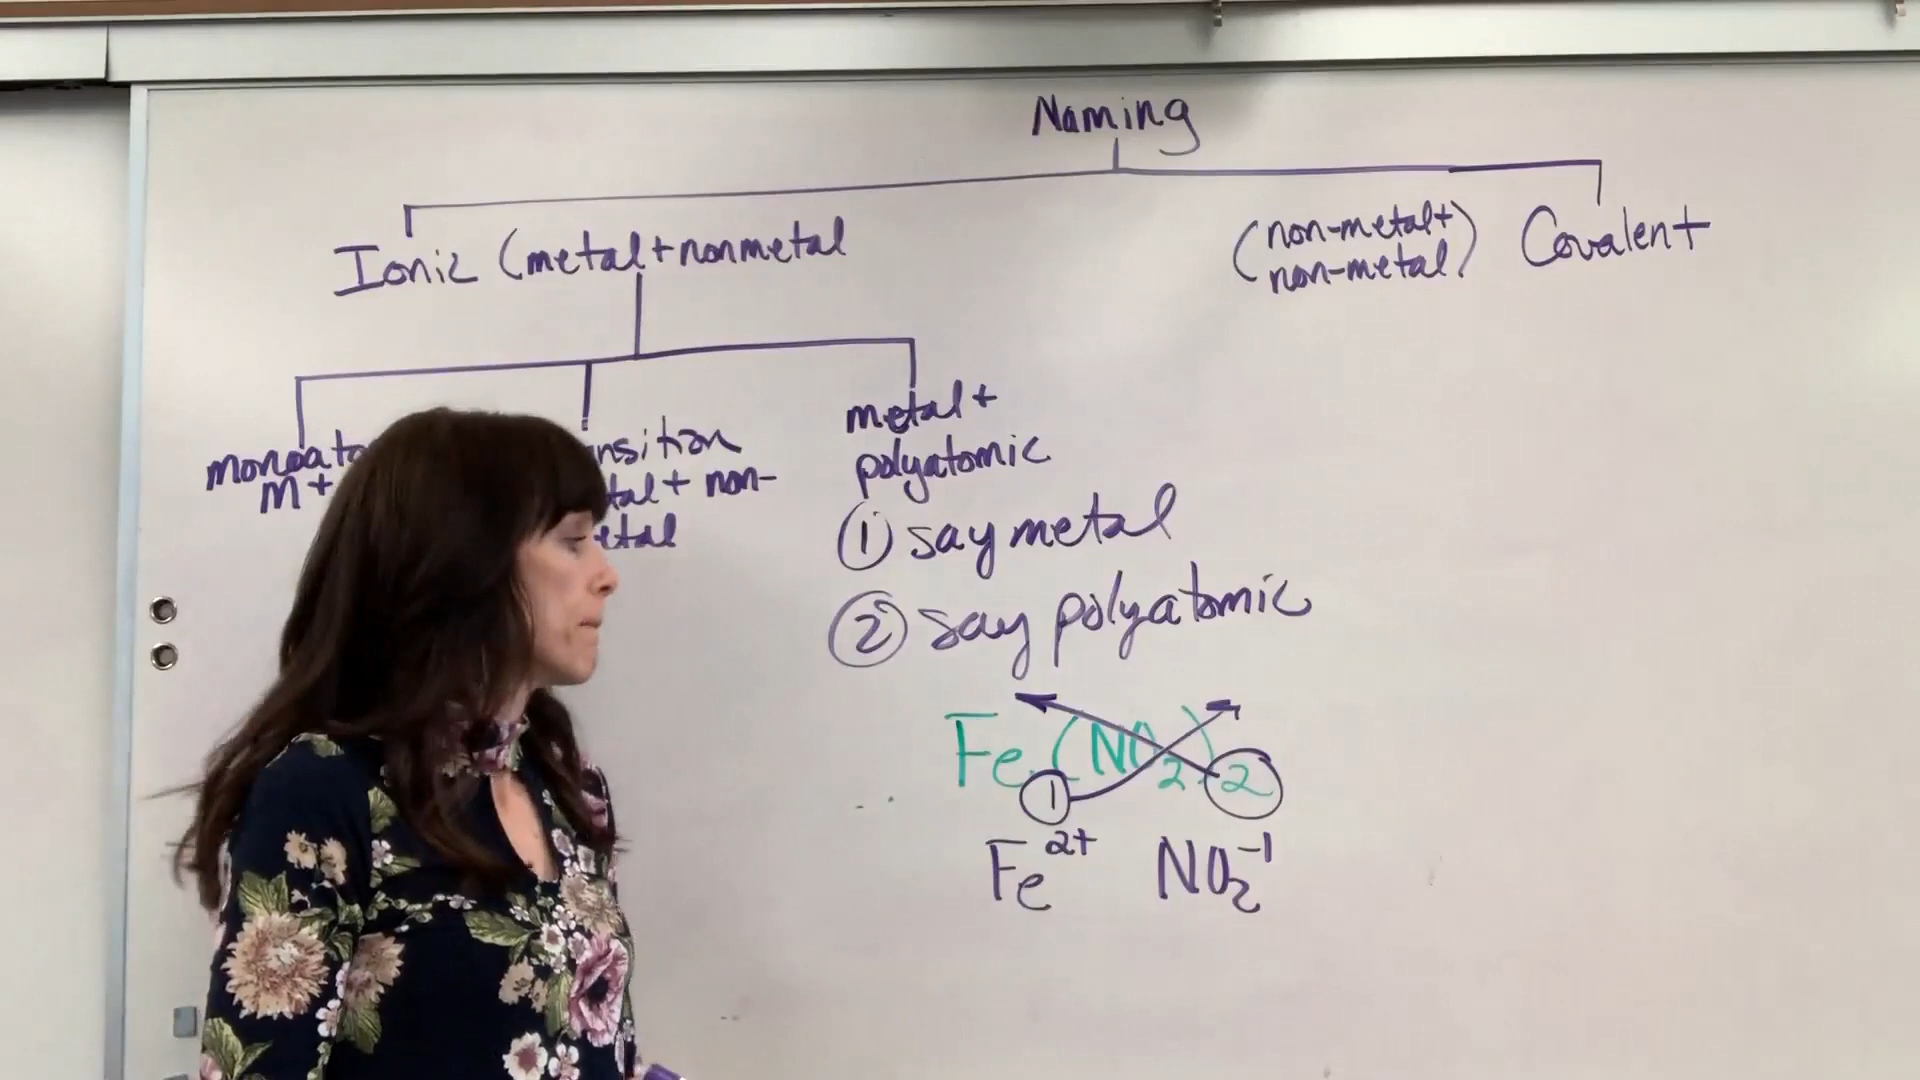 Naming
Ionic (metal+nonmetal
(non-metal+
non-metal)
Covalent
M+
metal+
polyatomic
non-
① say metal
② say polyatomic
Fe (NO2)2
1
Fe2+ NO2-1